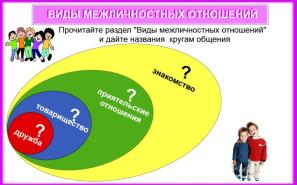 ВИДЫ МЕЖЛИЧНОСТНЫХ ОТНОШЕНИЙ
Прочитайте раздел "Виды межличностных отношений"
и дайте названия кругам общения
?
знакомство
?
приятельские
отношения
?
товарищество
?
дружба